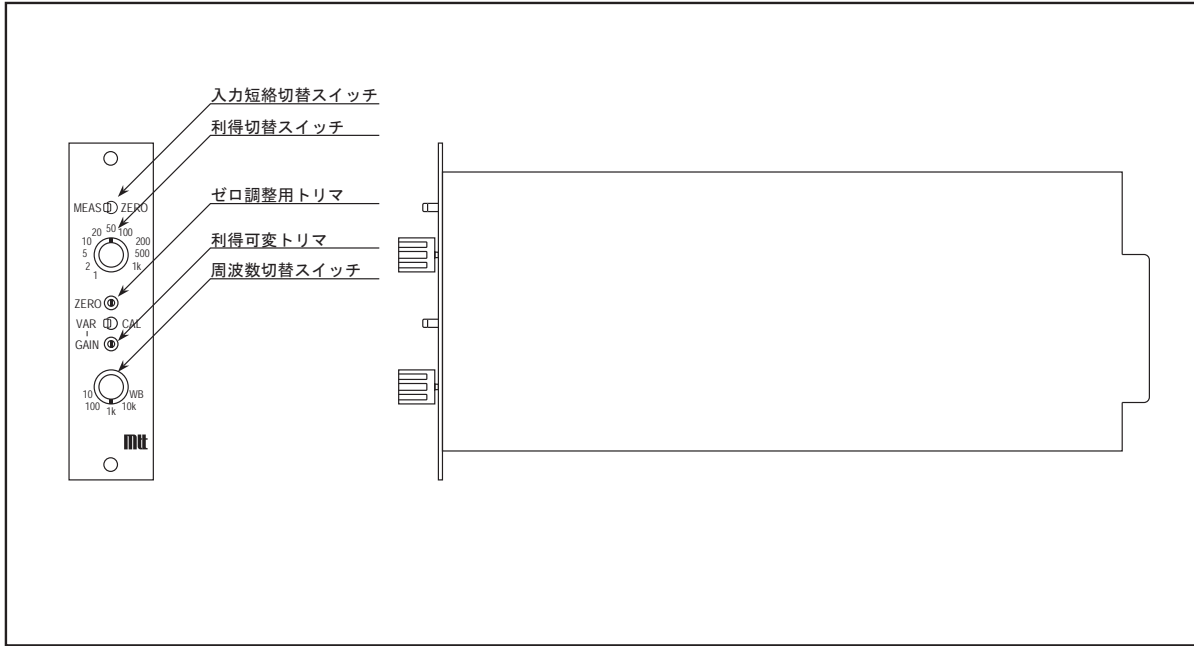 入力短絡切替スイッチ
利得切替スイッチ
ゼロ調整用トリマ
利得可変トリマ
周波数切替スイッチ
MEAS ZERO
1 2 5 10 20 50 100 200 500 1k
ZERO
VAR CAL
GAIN
10 100 1k 10k WB
mtt